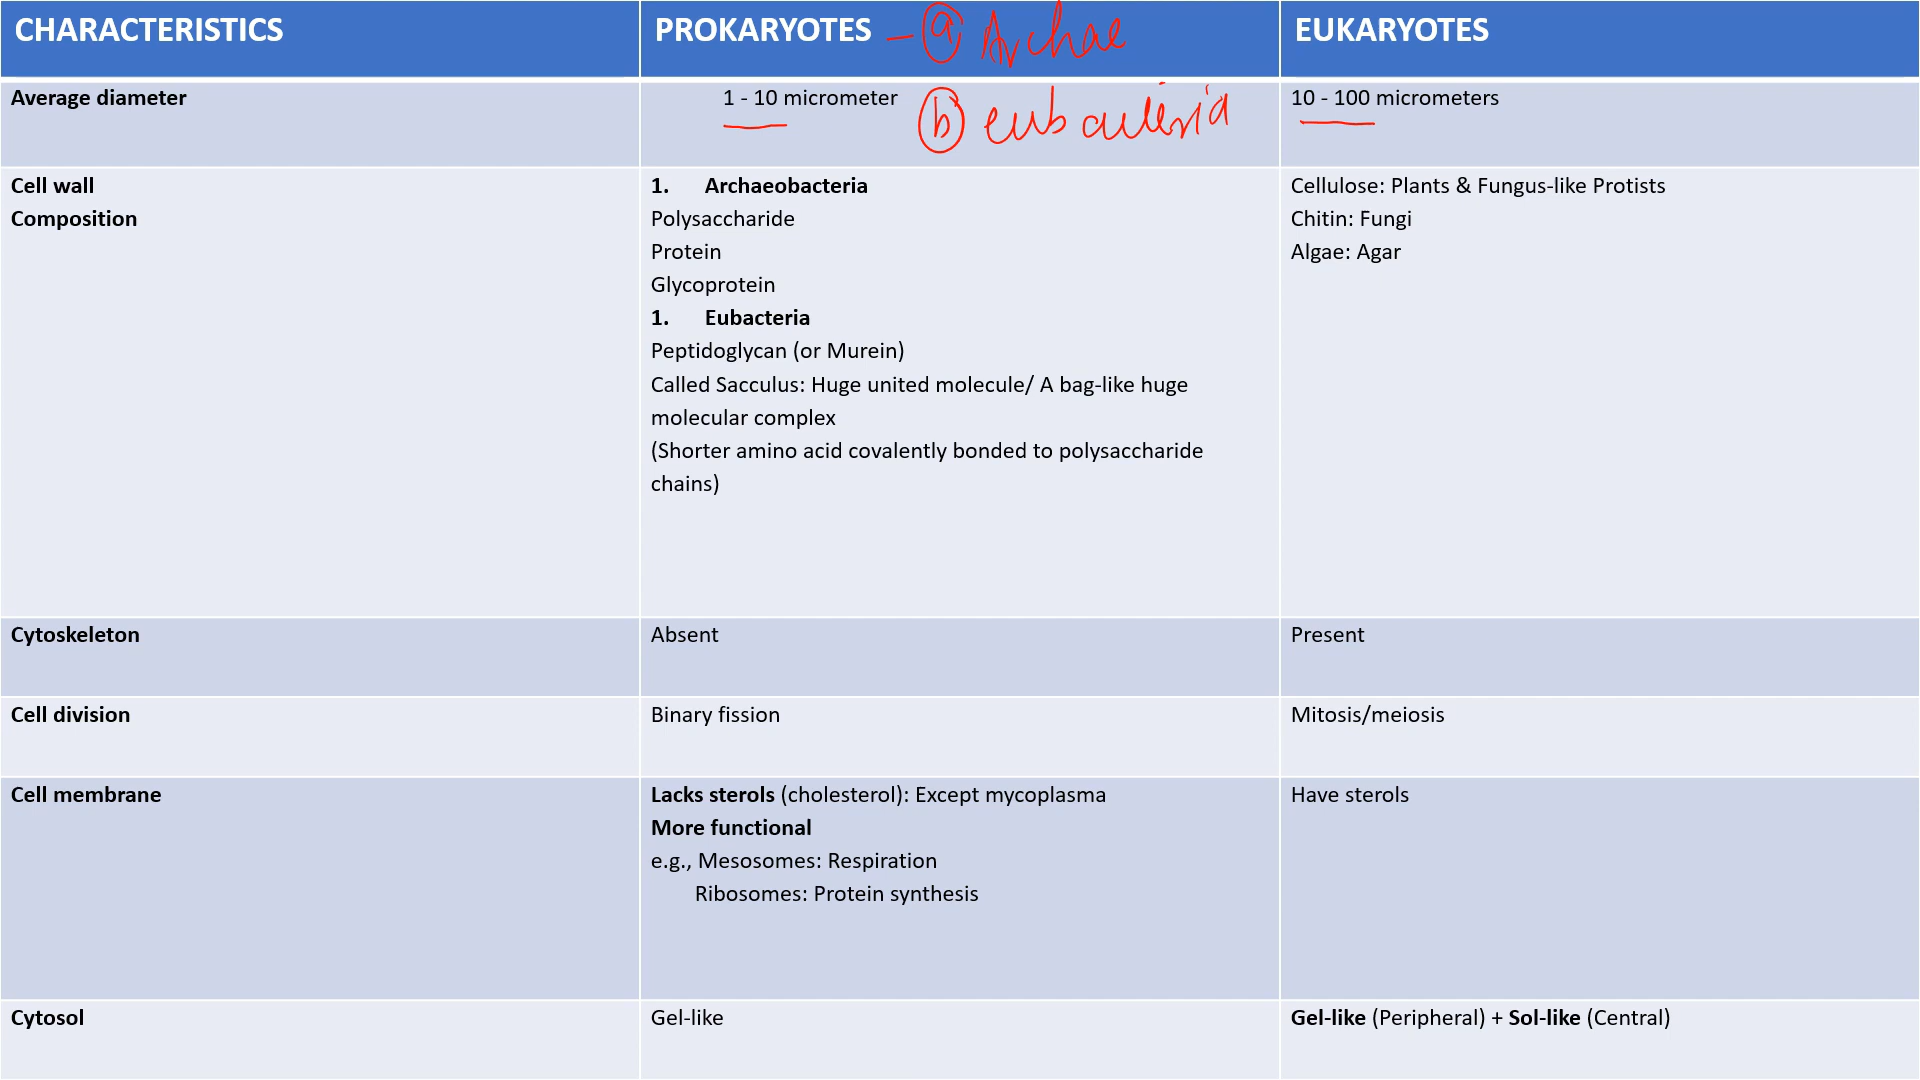 CHARACTERISTICS
PROKARYOTES - ⓐ Archae
EUKARYOTES
Average diameter
1 - 10 micrometer
ⓑ eubacteria
10 - 100 micrometers
Cell wall
Composition
1. Archaeobacteria
Polysaccharide
Protein
Glycoprotein
1. Eubacteria
Peptidoglycan (or Murein)
Called Sacculus: Huge united molecule/ A bag-like huge
molecular complex
(Shorter amino acid covalently bonded to polysaccharide
chains)
Cellulose: Plants & Fungus-like Protists
Chitin: Fungi
Algae: Agar
Cytoskeleton
Absent
Present
Cell division
Binary fission
Mitosis/meiosis
Cell membrane
Lacks sterols (cholesterol): Except mycoplasma
More functional
e.g., Mesosomes: Respiration
Ribosomes: Protein synthesis
Have sterols
Cytosol
Gel-like
Gel-like (Peripheral) + Sol-like (Central)